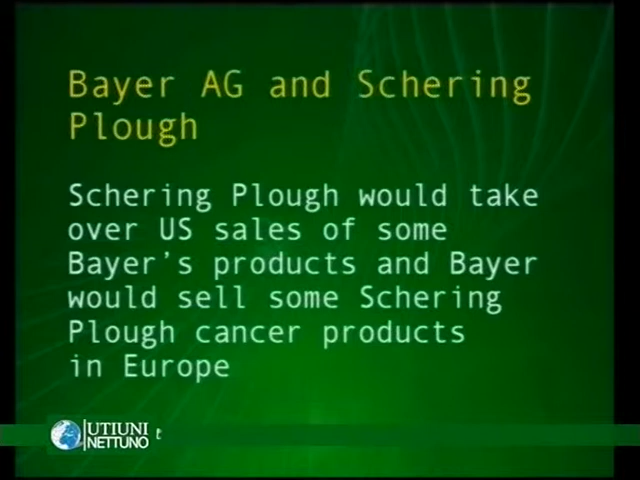 Bayer AG and Schering
Plough
Schering Plough would take
over US sales of some
Bayer's products and Bayer
would sell some Schering
Plough cancer products
in Europe
UTIUNI
NETTUNO
t